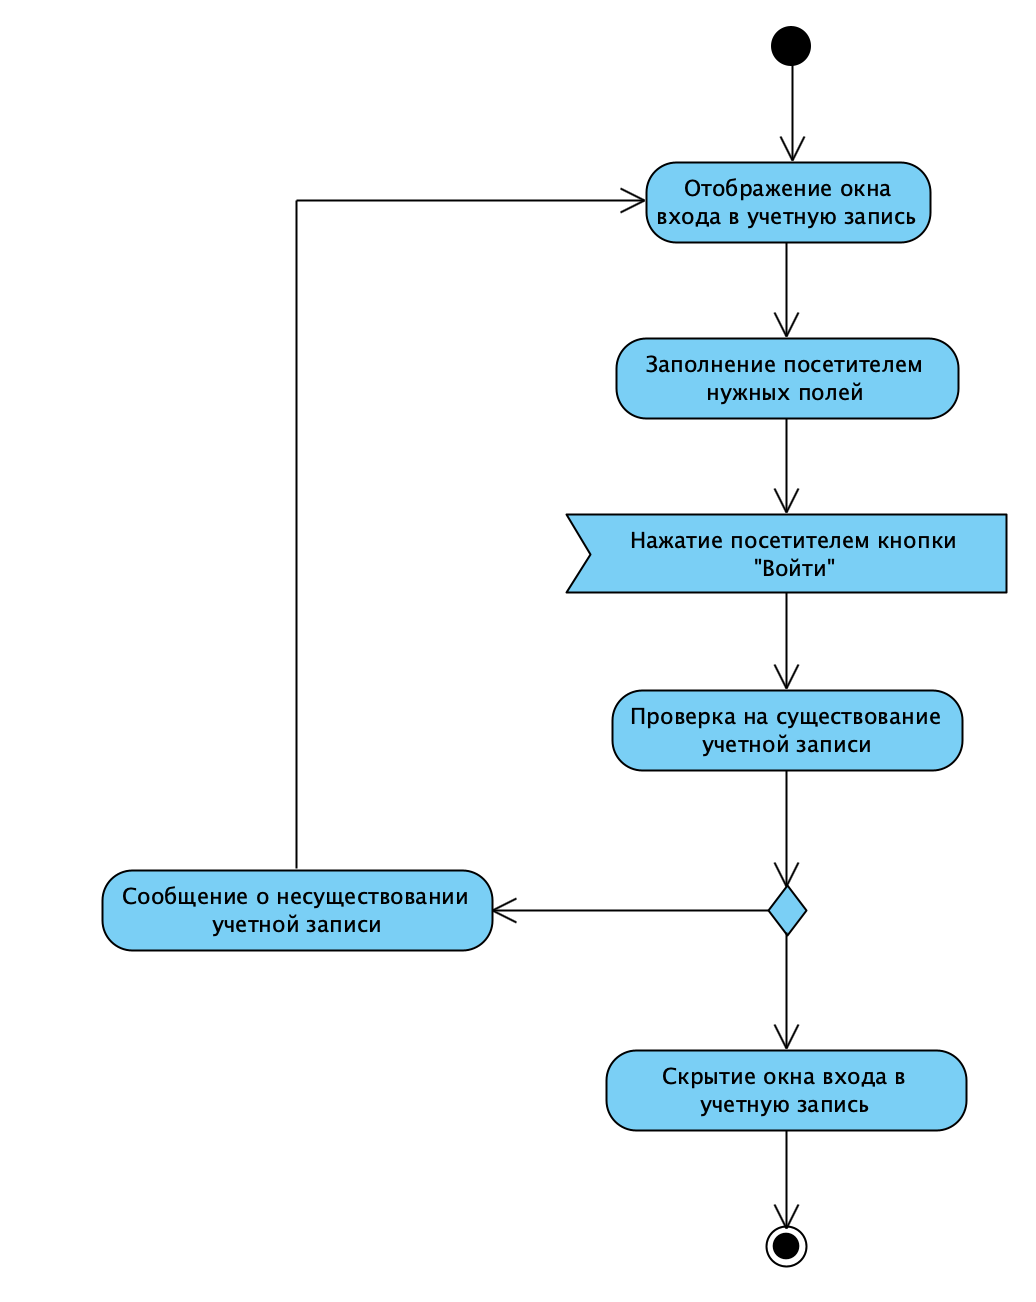 Отображение окна
входа в учетную запись
Заполнение посетителем
нужных полей
Нажатие посетителем кнопки
"Войти"
Проверка на существование
учетной записи
Сообщение о несуществовании
учетной записи
Скрытие окна входа в
учетную запись